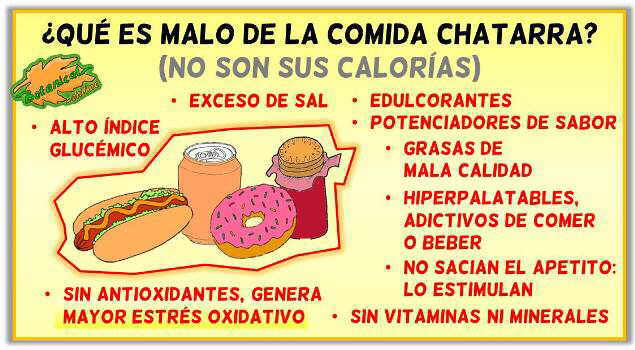 ¿QUÉ ES MALO DE LA COMIDA CHATARRA?
(NO SON SUS CALORÍAS)
Botanical
• EXCESO DE SAL
• EDULCORANTES
• ALTO ÍNDICE
GLUCÉMICO
• POTENCIADORES DE SABOR
• GRASAS DE
MALA CALIDAD
• HIPERPALATABLES,
ADICTIVOS DE COMER
O BEBER
• NO SACIAN EL APETITO:
LO ESTIMULAN
• SIN ANTIOXIDANTES, GENERA
MAYOR ESTRÉS OXIDATIVO
• SIN VITAMINAS NI MINERALES